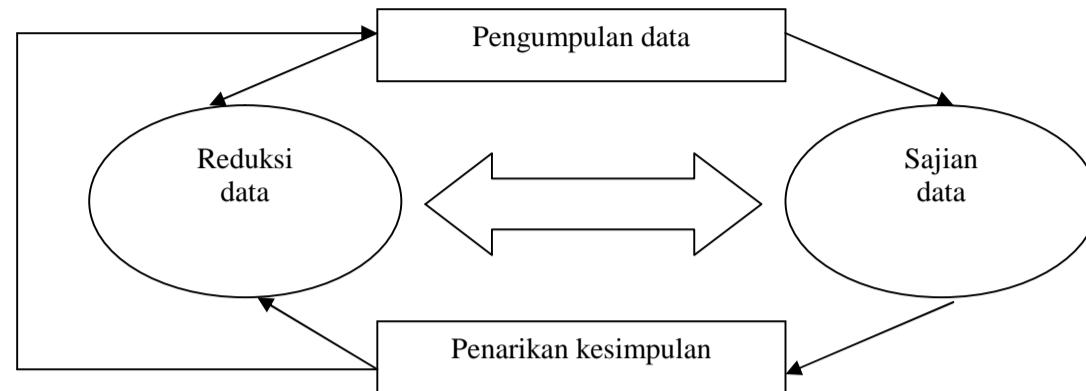 Pengumpulan data
Reduksi
data
Sajian
data
Penarikan kesimpulan